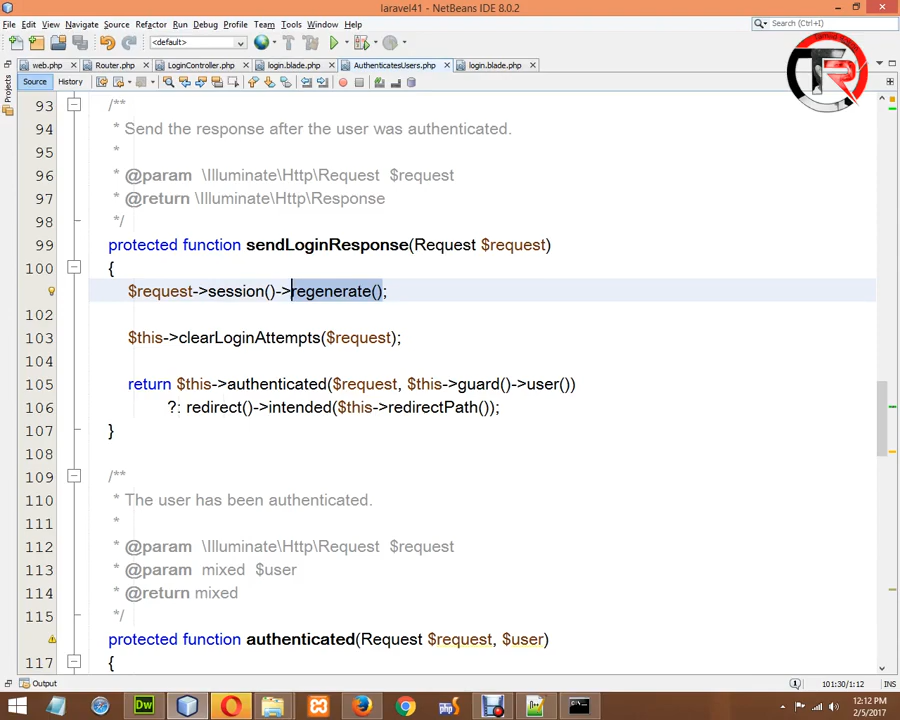 laravel41 - NetBeans IDE 8.0.2
File Edit View Navigate Source Refactor Run Debug Profile Team Tools Window Help
<default>
Search (Ctrl+I)
web.php Router.php LoginController.php login.blade.php AuthenticatesUsers.php login.blade.php
Source History
Projects
93 /**
94 * Send the response after the user was authenticated.
95 *
96 * @param \Illuminate\Http\Request $request
97 * @return \Illuminate\Http\Response
98 */
99 protected function sendLoginResponse(Request $request)
100 {
$request->session()->regenerate();
103 $this->clearLoginAttempts($request);
104
105 return $this->authenticated($request, $this->guard()->user())
106 ?: redirect()->intended($this->redirectPath());
107 }
108
109 /**
110 * The user has been authenticated.
111 *
112 * @param \Illuminate\Http\Request $request
113 * @param mixed $user
114 * @return mixed
115 */
protected function authenticated(Request $request, $user)
117 {
Output
101:30/1:12 INS
Dw
php
12:12 PM
2/5/2017